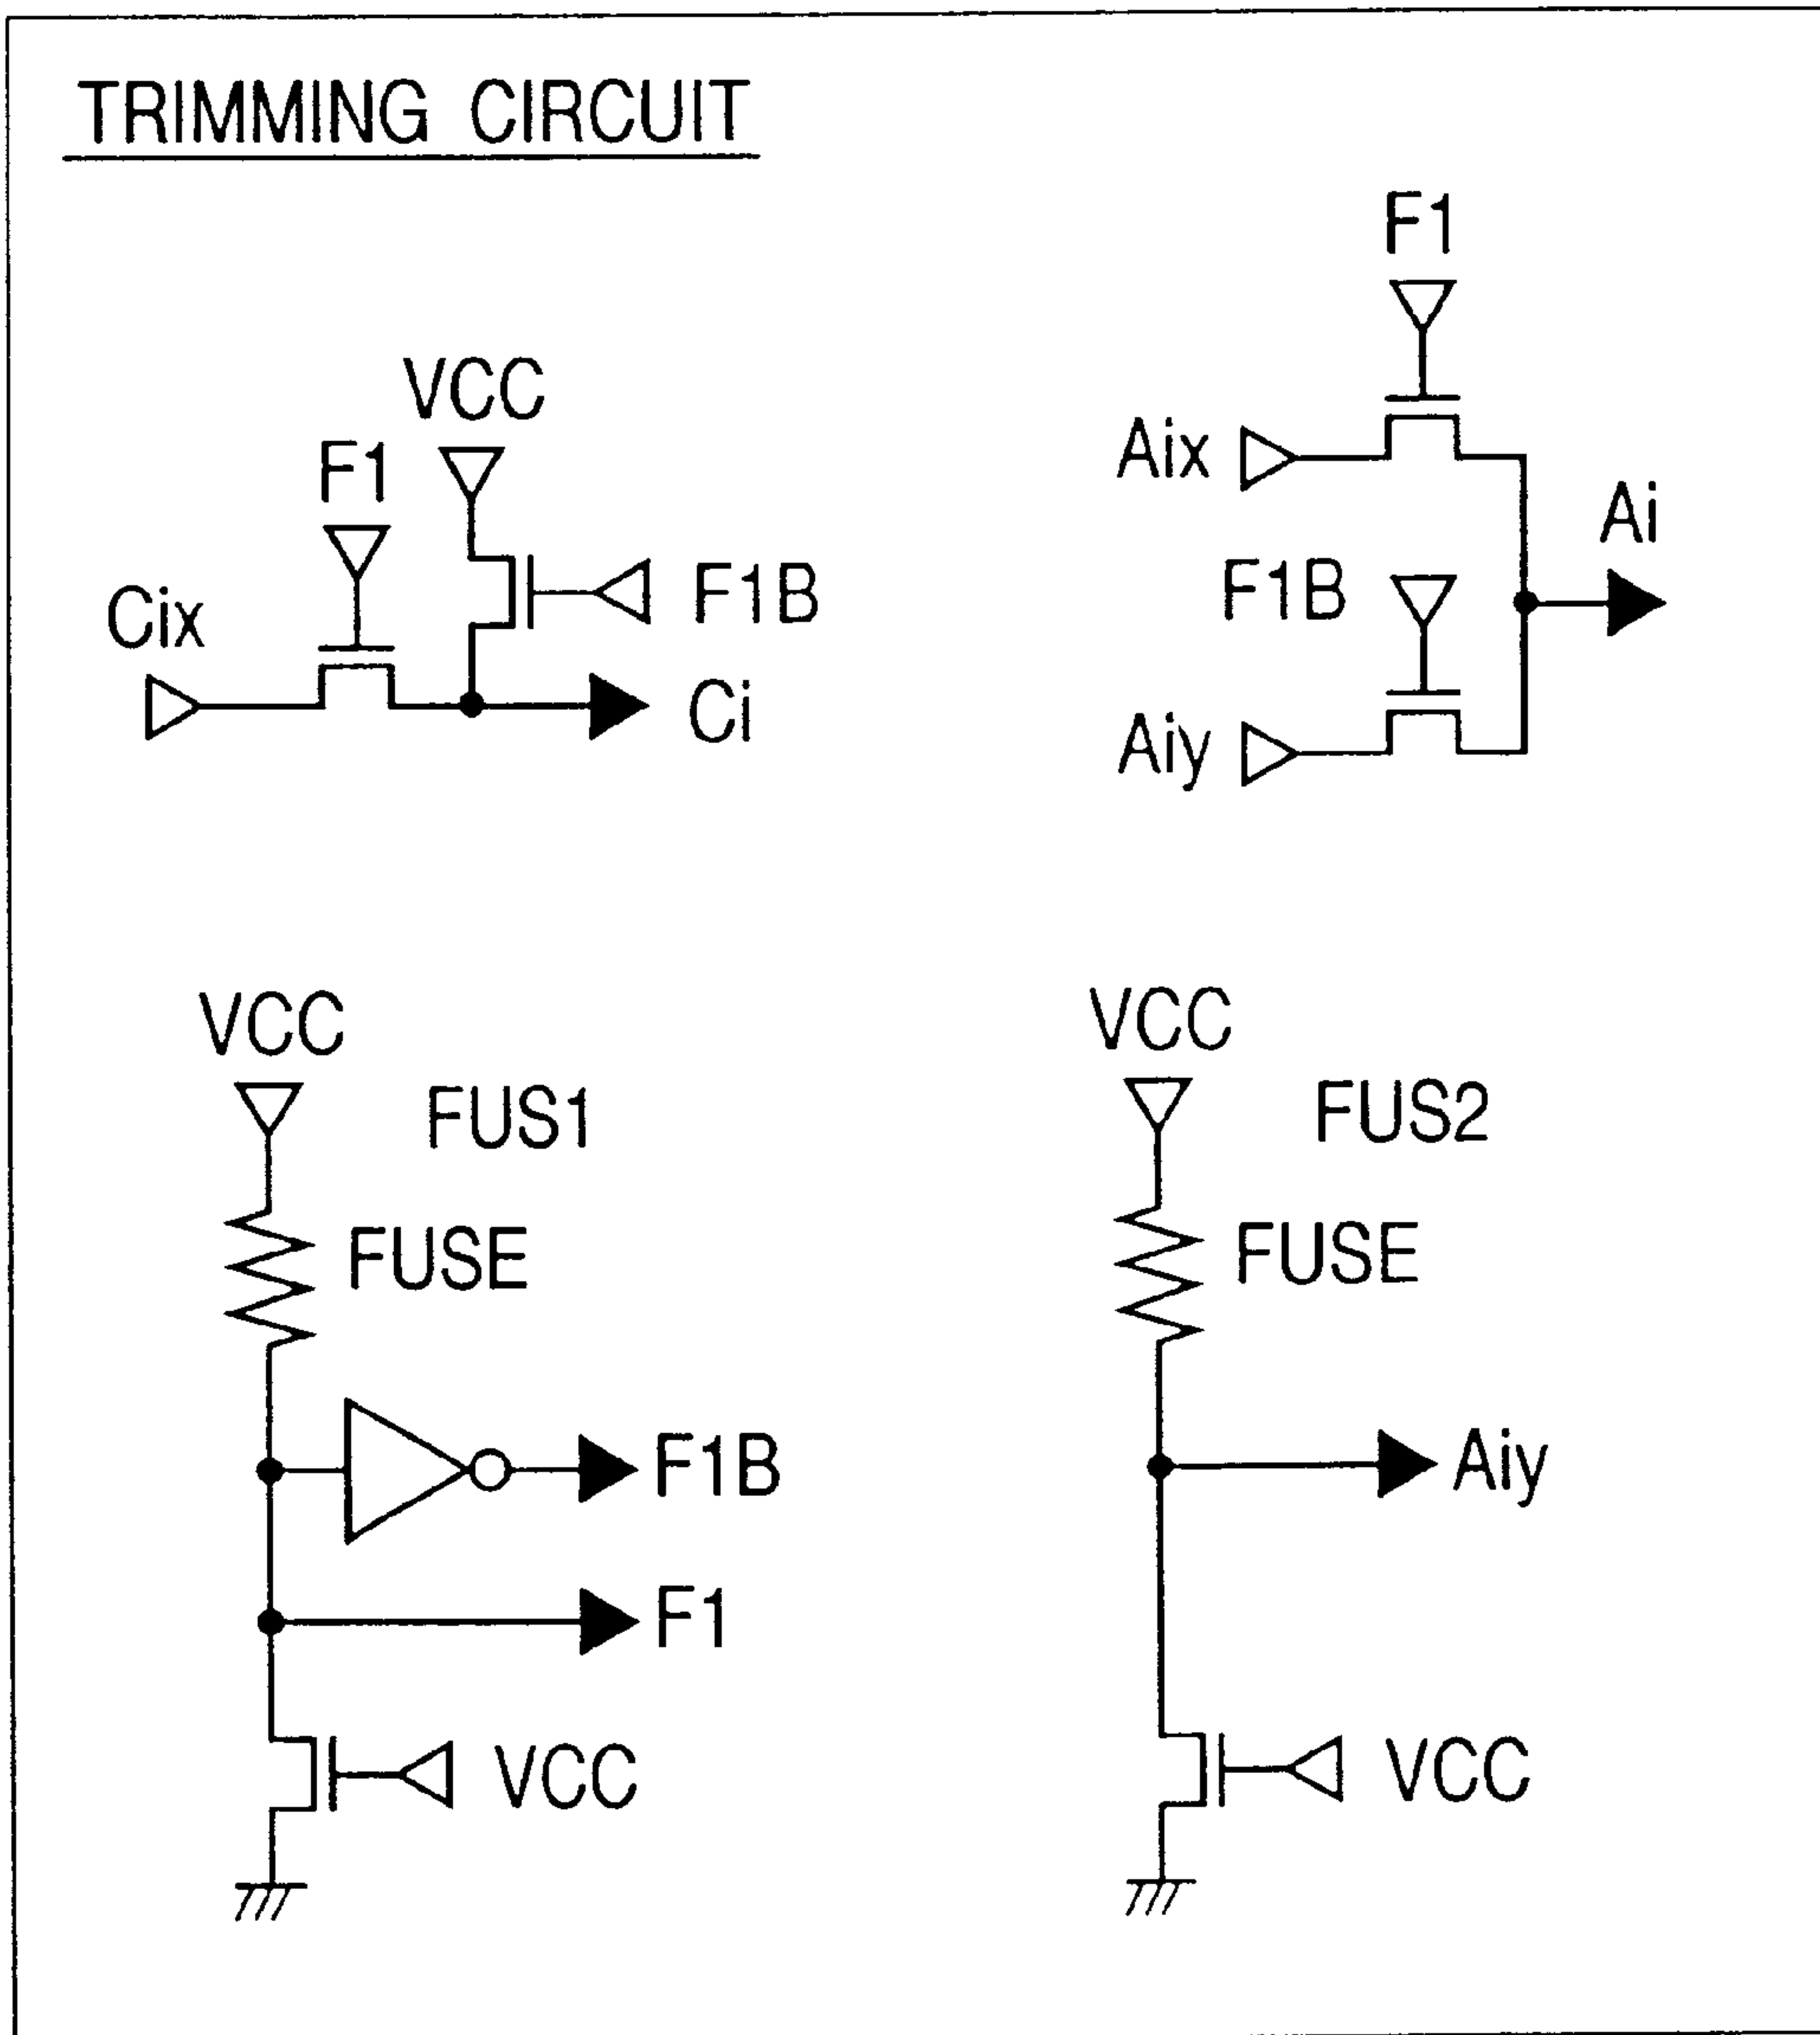 TRIMMING CIRCUIT
F1
VCC
F1
Aix
Ai
F1B
F1B
Cix
Ci
Aiy
VCC
FUS1
FUSE
F1B
F1
VCC
VCC
FUS2
FUSE
Aiy
VCC